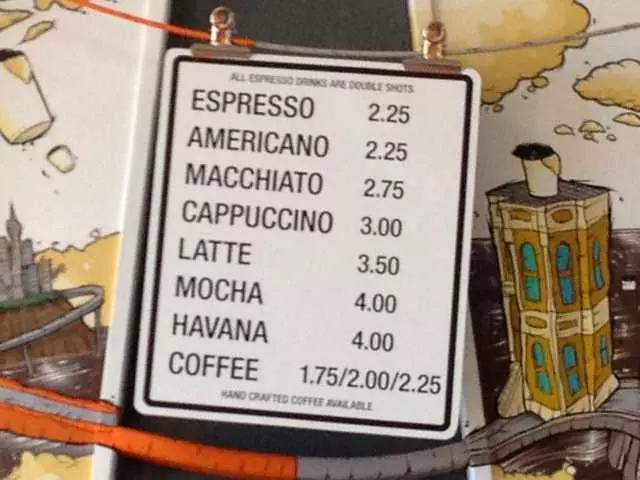 ALL ESPRESSO DRINKS ARE DOUBLE SHOTS
ESPRESSO 2.25
AMERICANO 2.25
MACCHIATO 2.75
CAPPUCCINO 3.00
LATTE 3.50
MOCHA 4.00
HAVANA 4.00
COFFEE 1.75/2.00/2.25
HAND CRAFTED COFFEE AVAILABLE